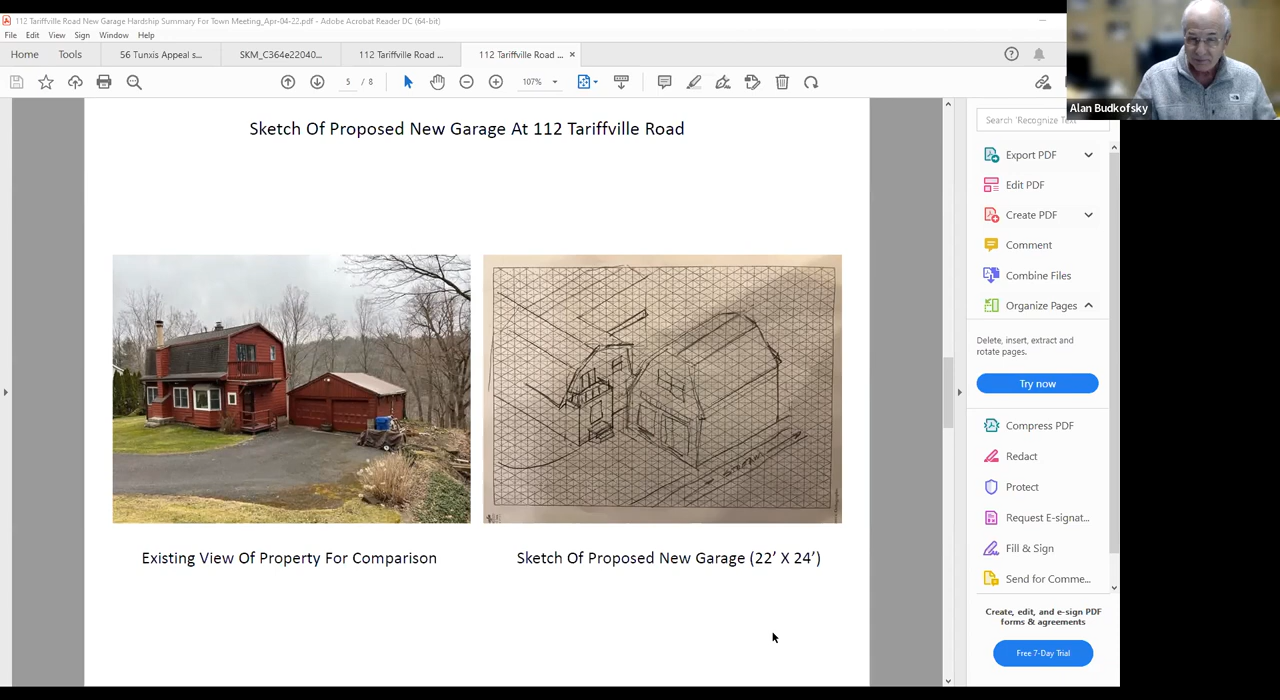 112 Tariffville Road New Garage Hardship Summary For Town Meeting_Apr-04-22.pdf - Adobe Acrobat Reader DC (64-bit)
File Edit View Sign Window Help
Home Tools 56 Tunxis Appeal s... SKM_C364e22040... 112 Tariffville Road ... 112 Tariffville Road ... ×
5 / 8 107%
Alan Budkofsky
Sketch Of Proposed New Garage At 112 Tariffville Road
Existing View Of Property For Comparison
Sketch Of Proposed New Garage (22’ X 24’)
Search 'Recognize Text'
Export PDF
Edit PDF
Create PDF
Comment
Combine Files
Organize Pages
Delete, insert, extract and
rotate pages.
Try now
Compress PDF
Redact
Protect
Request E-signat...
Fill & Sign
Send for Comme...
Create, edit, and e-sign PDF
forms & agreements
Free 7-Day Trial